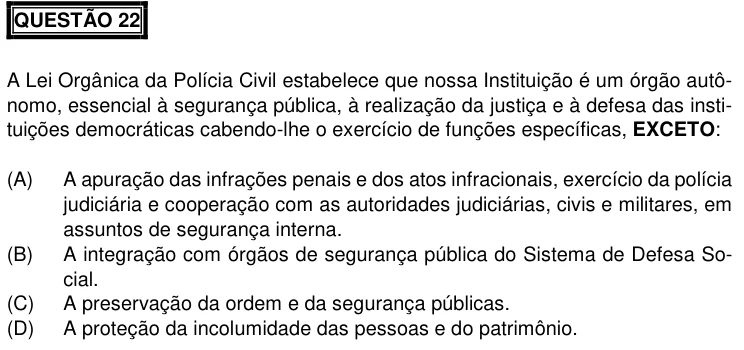 QUESTÃO 22
A Lei Orgânica da Polícia Civil estabelece que nossa Instituição é um órgão autô-
nomo, essencial à segurança pública, à realização da justiça e à defesa das insti-
tuições democráticas cabendo-lhe o exercício de funções específicas, EXCETO:
(A) A apuração das infrações penais e dos atos infracionais, exercício da polícia
judiciária e cooperação com as autoridades judiciárias, civis e militares, em
assuntos de segurança interna.
(B) A integração com órgãos de segurança pública do Sistema de Defesa So-
cial.
(C) A preservação da ordem e da segurança públicas.
(D) A proteção da incolumidade das pessoas e do patrimônio.